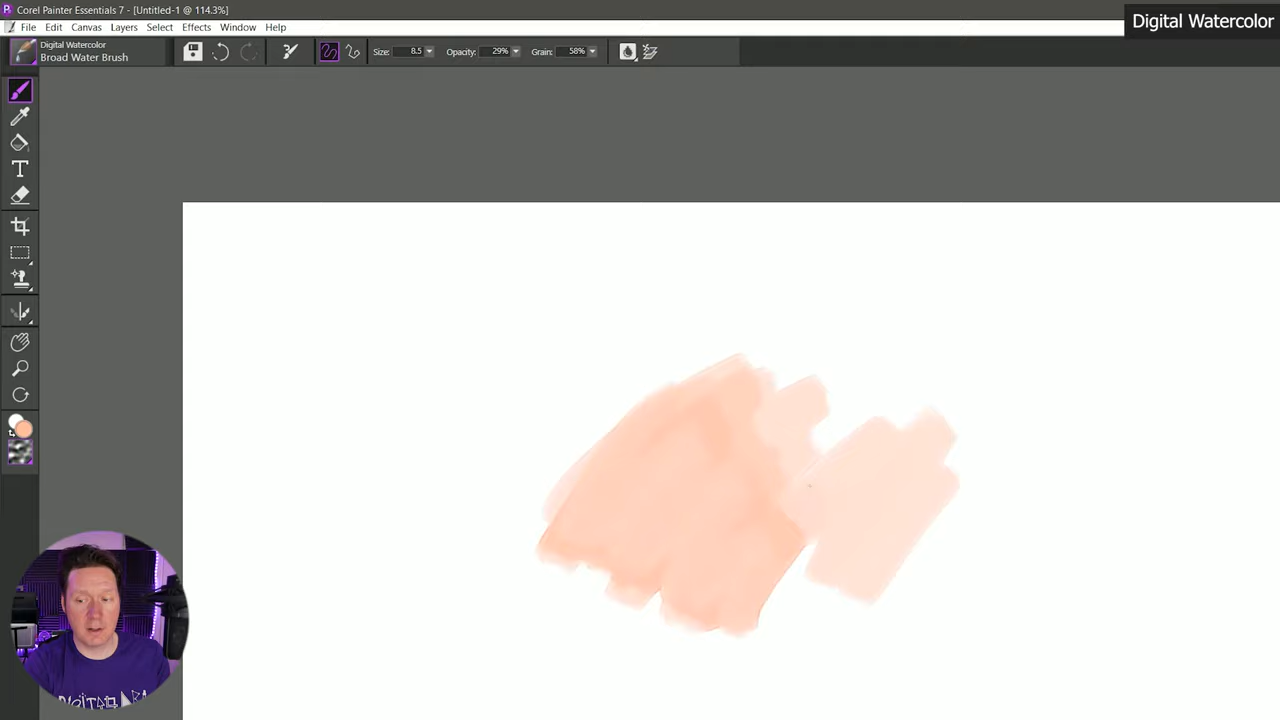 Corel Painter Essentials 7 - [Untitled-1 @ 114.3%]
Digital Watercolor
File Edit Canvas Layers Select Effects Window Help
Digital Watercolor
Broad Water Brush
Size: 8.5 Opacity: 29% Grain: 58%
T